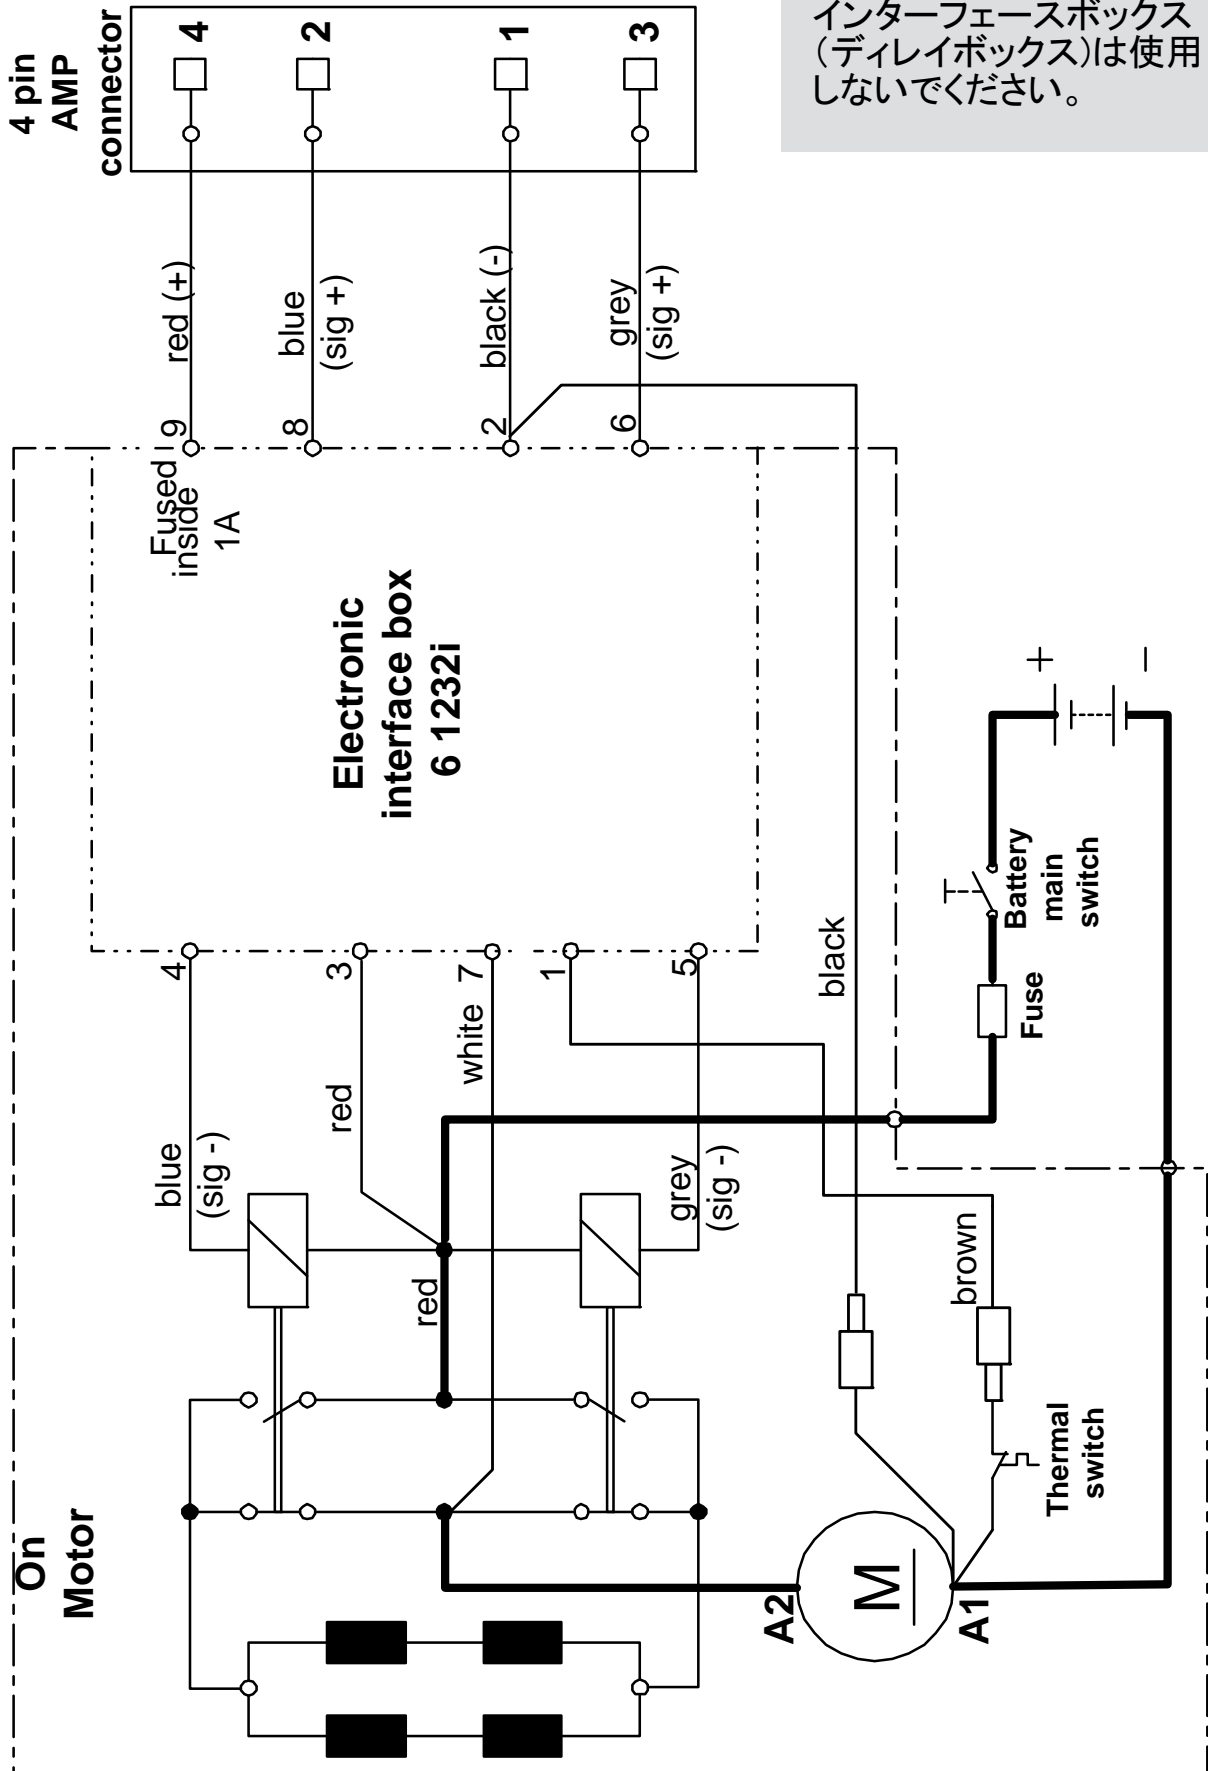 インターフェースボックス
（ディレイボックス）は使用
しないでください。
4 pin
AMP
connector
4
2
1
3
red (+)
blue
(sig +)
black (-)
grey
(sig +)
9
8
2
6
Fused
inside
1A
Electronic
interface box
6 1232i
4
3
7
1
5
blue
(sig -)
red
white
grey
(sig -)
black
brown
red
+
-
Battery
main
switch
Fuse
Thermal
switch
On
Motor
M
A2
A1